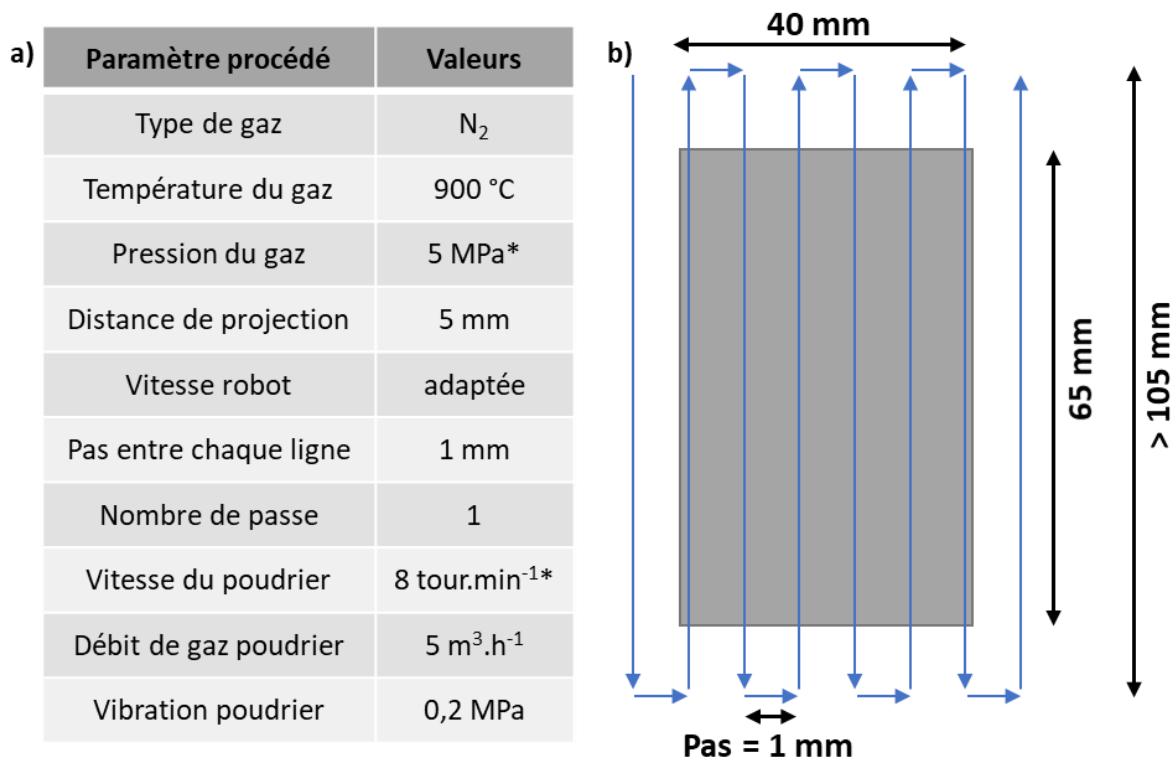 a)
Paramètre procédé Valeurs
Type de gaz N₂
Température du gaz 900 °C
Pression du gaz 5 MPa*
Distance de projection 5 mm
Vitesse robot adaptée
Pas entre chaque ligne 1 mm
Nombre de passe 1
Vitesse du poudrier 8 tour.min⁻¹*
Débit de gaz poudrier 5 m³.h⁻¹
Vibration poudrier 0,2 MPa
b)
40 mm
65 mm
> 105 mm
Pas = 1 mm